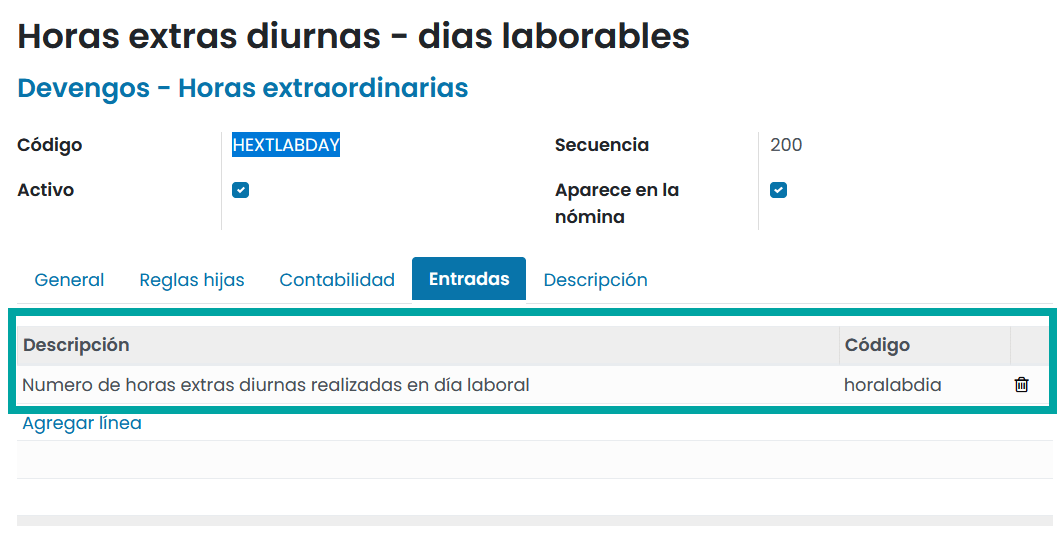 Horas extras diurnas - dias laborables
Devengos - Horas extraordinarias
Código HEXTLABDAY Secuencia 200
Activo Aparece en la nómina
General Reglas hijas Contabilidad Entradas Descripción
Descripción Código
Numero de horas extras diurnas realizadas en día laboral horalabdia
Agregar línea